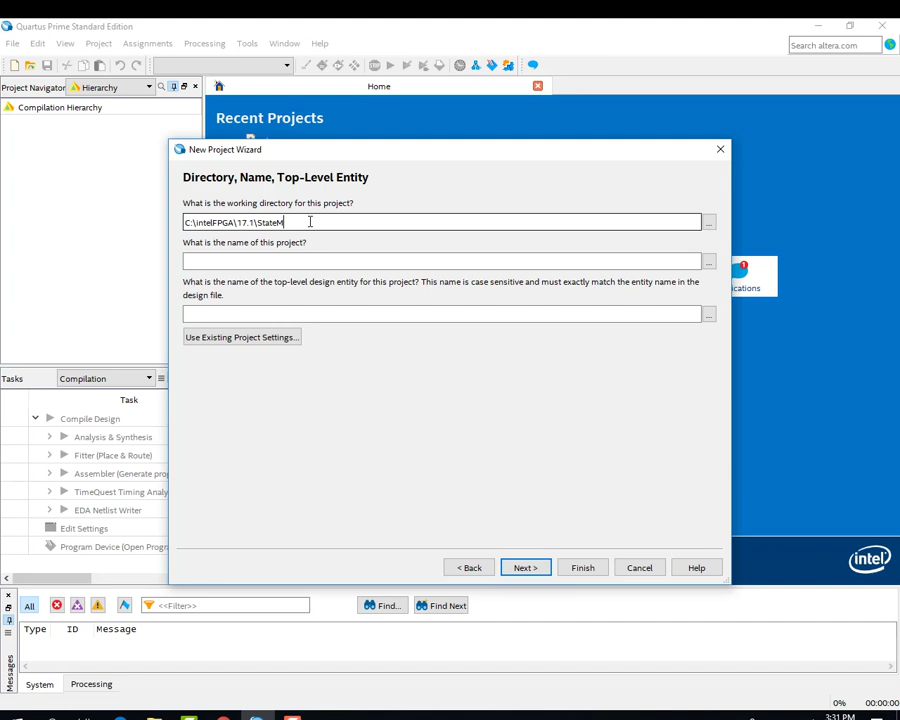 Quartus Prime Standard Edition
File Edit View Project Assignments Processing Tools Window Help
Search altera.com
Project Navigator Hierarchy
Home
Compilation Hierarchy
Recent Projects
New Project Wizard
Directory, Name, Top-Level Entity
What is the working directory for this project?
C:\intelFPGA\17.1\StateM
...
What is the name of this project?
...
What is the name of the top-level design entity for this project? This name is case sensitive and must exactly match the entity name in the
design file.
...
Use Existing Project Settings...
1
Tasks Compilation
Task
Compile Design
Analysis & Synthesis
Fitter (Place & Route)
Assembler (Generate pro
TimeQuest Timing Analy
EDA Netlist Writer
Edit Settings
Program Device (Open Progra
< Back Next > Finish Cancel Help
intel
All <<Filter>> Find... Find Next
Type ID Message
Messages
System Processing
0% 00:00:00
3:31 PM